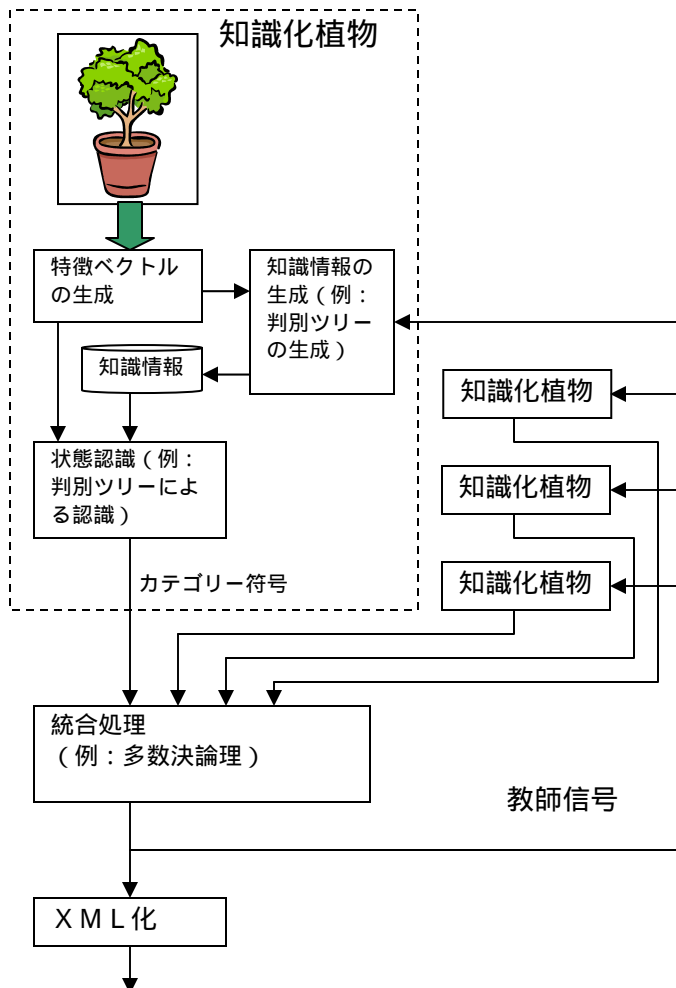 知識化植物
特徴ベクトル
の生成
知識情報の
生成（例：
判別ツリー
の生成）
知識情報
知識化植物
状態認識（例：
判別ツリーによ
る認識）
知識化植物
カテゴリー符号
知識化植物
統合処理
（例：多数決論理）
教師信号
ＸＭＬ化